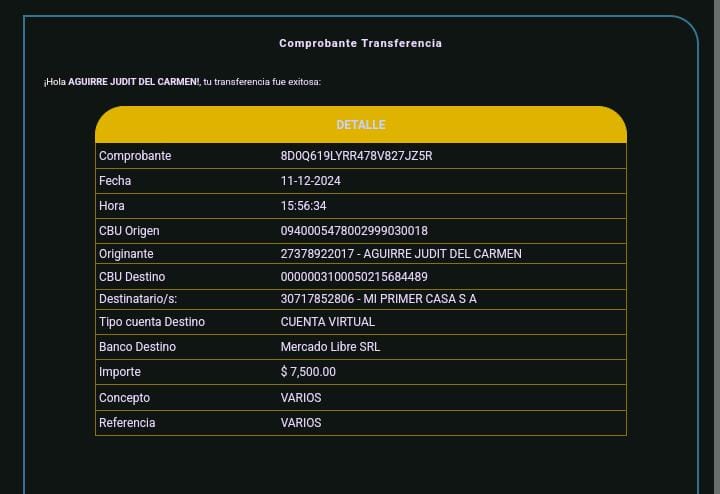 Comprobante Transferencia
¡Hola AGUIRRE JUDIT DEL CARMEN!, tu transferencia fue exitosa:
DETALLE
Comprobante 8D0Q619LYRR478V827JZ5R
Fecha 11-12-2024
Hora 15:56:34
CBU Origen 0940005478002999030018
Originante 27378922017 - AGUIRRE JUDIT DEL CARMEN
CBU Destino 0000003100050215684489
Destinatario/s: 30717852806 - MI PRIMER CASA S A
Tipo cuenta Destino CUENTA VIRTUAL
Banco Destino Mercado Libre SRL
Importe $ 7,500.00
Concepto VARIOS
Referencia VARIOS